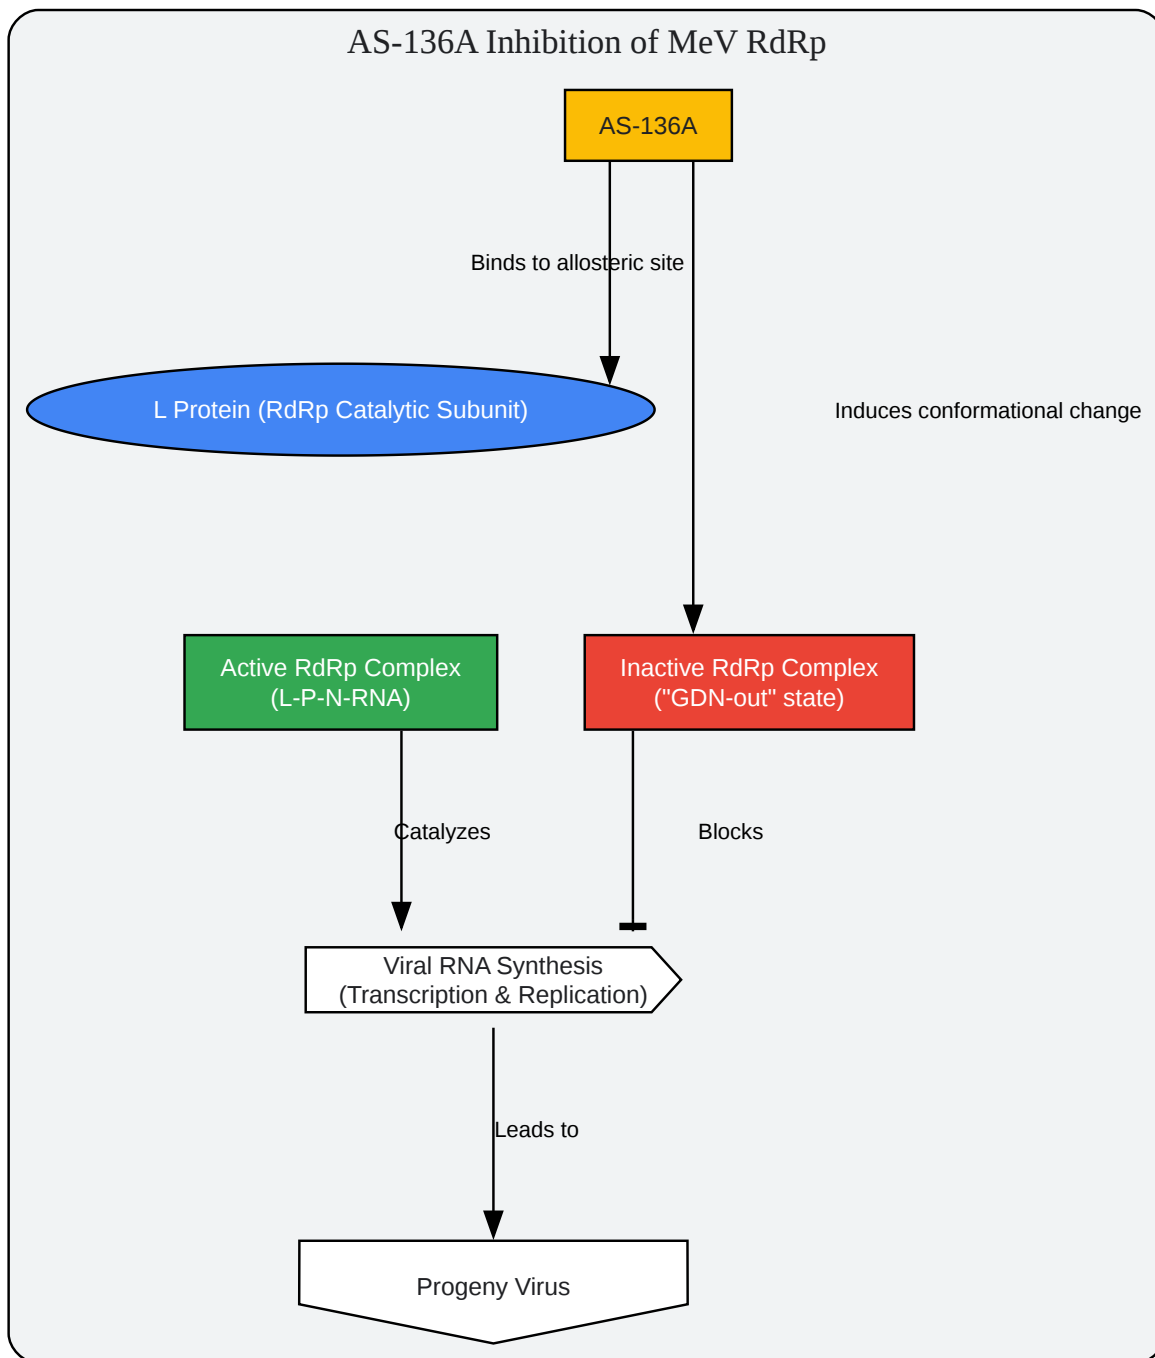 AS-136A Inhibition of MeV RdRp
AS-136A
Binds to allosteric site
L Protein (RdRp Catalytic Subunit)
Induces conformational change
Active RdRp Complex
(L-P-N-RNA)
Inactive RdRp Complex
("GDN-out" state)
Catalyzes
Blocks
Viral RNA Synthesis
(Transcription & Replication)
Leads to
Progeny Virus